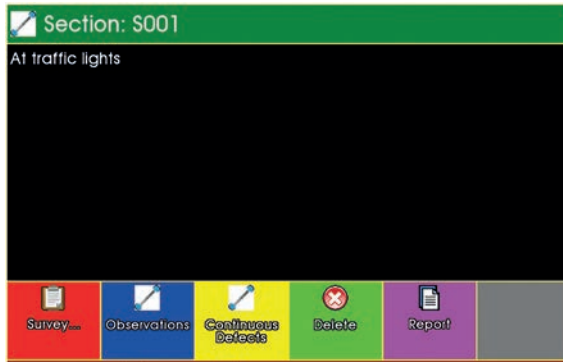 Section: S001
At traffic lights
Survey...
Observations
Continuous
Defects
Delete
Report